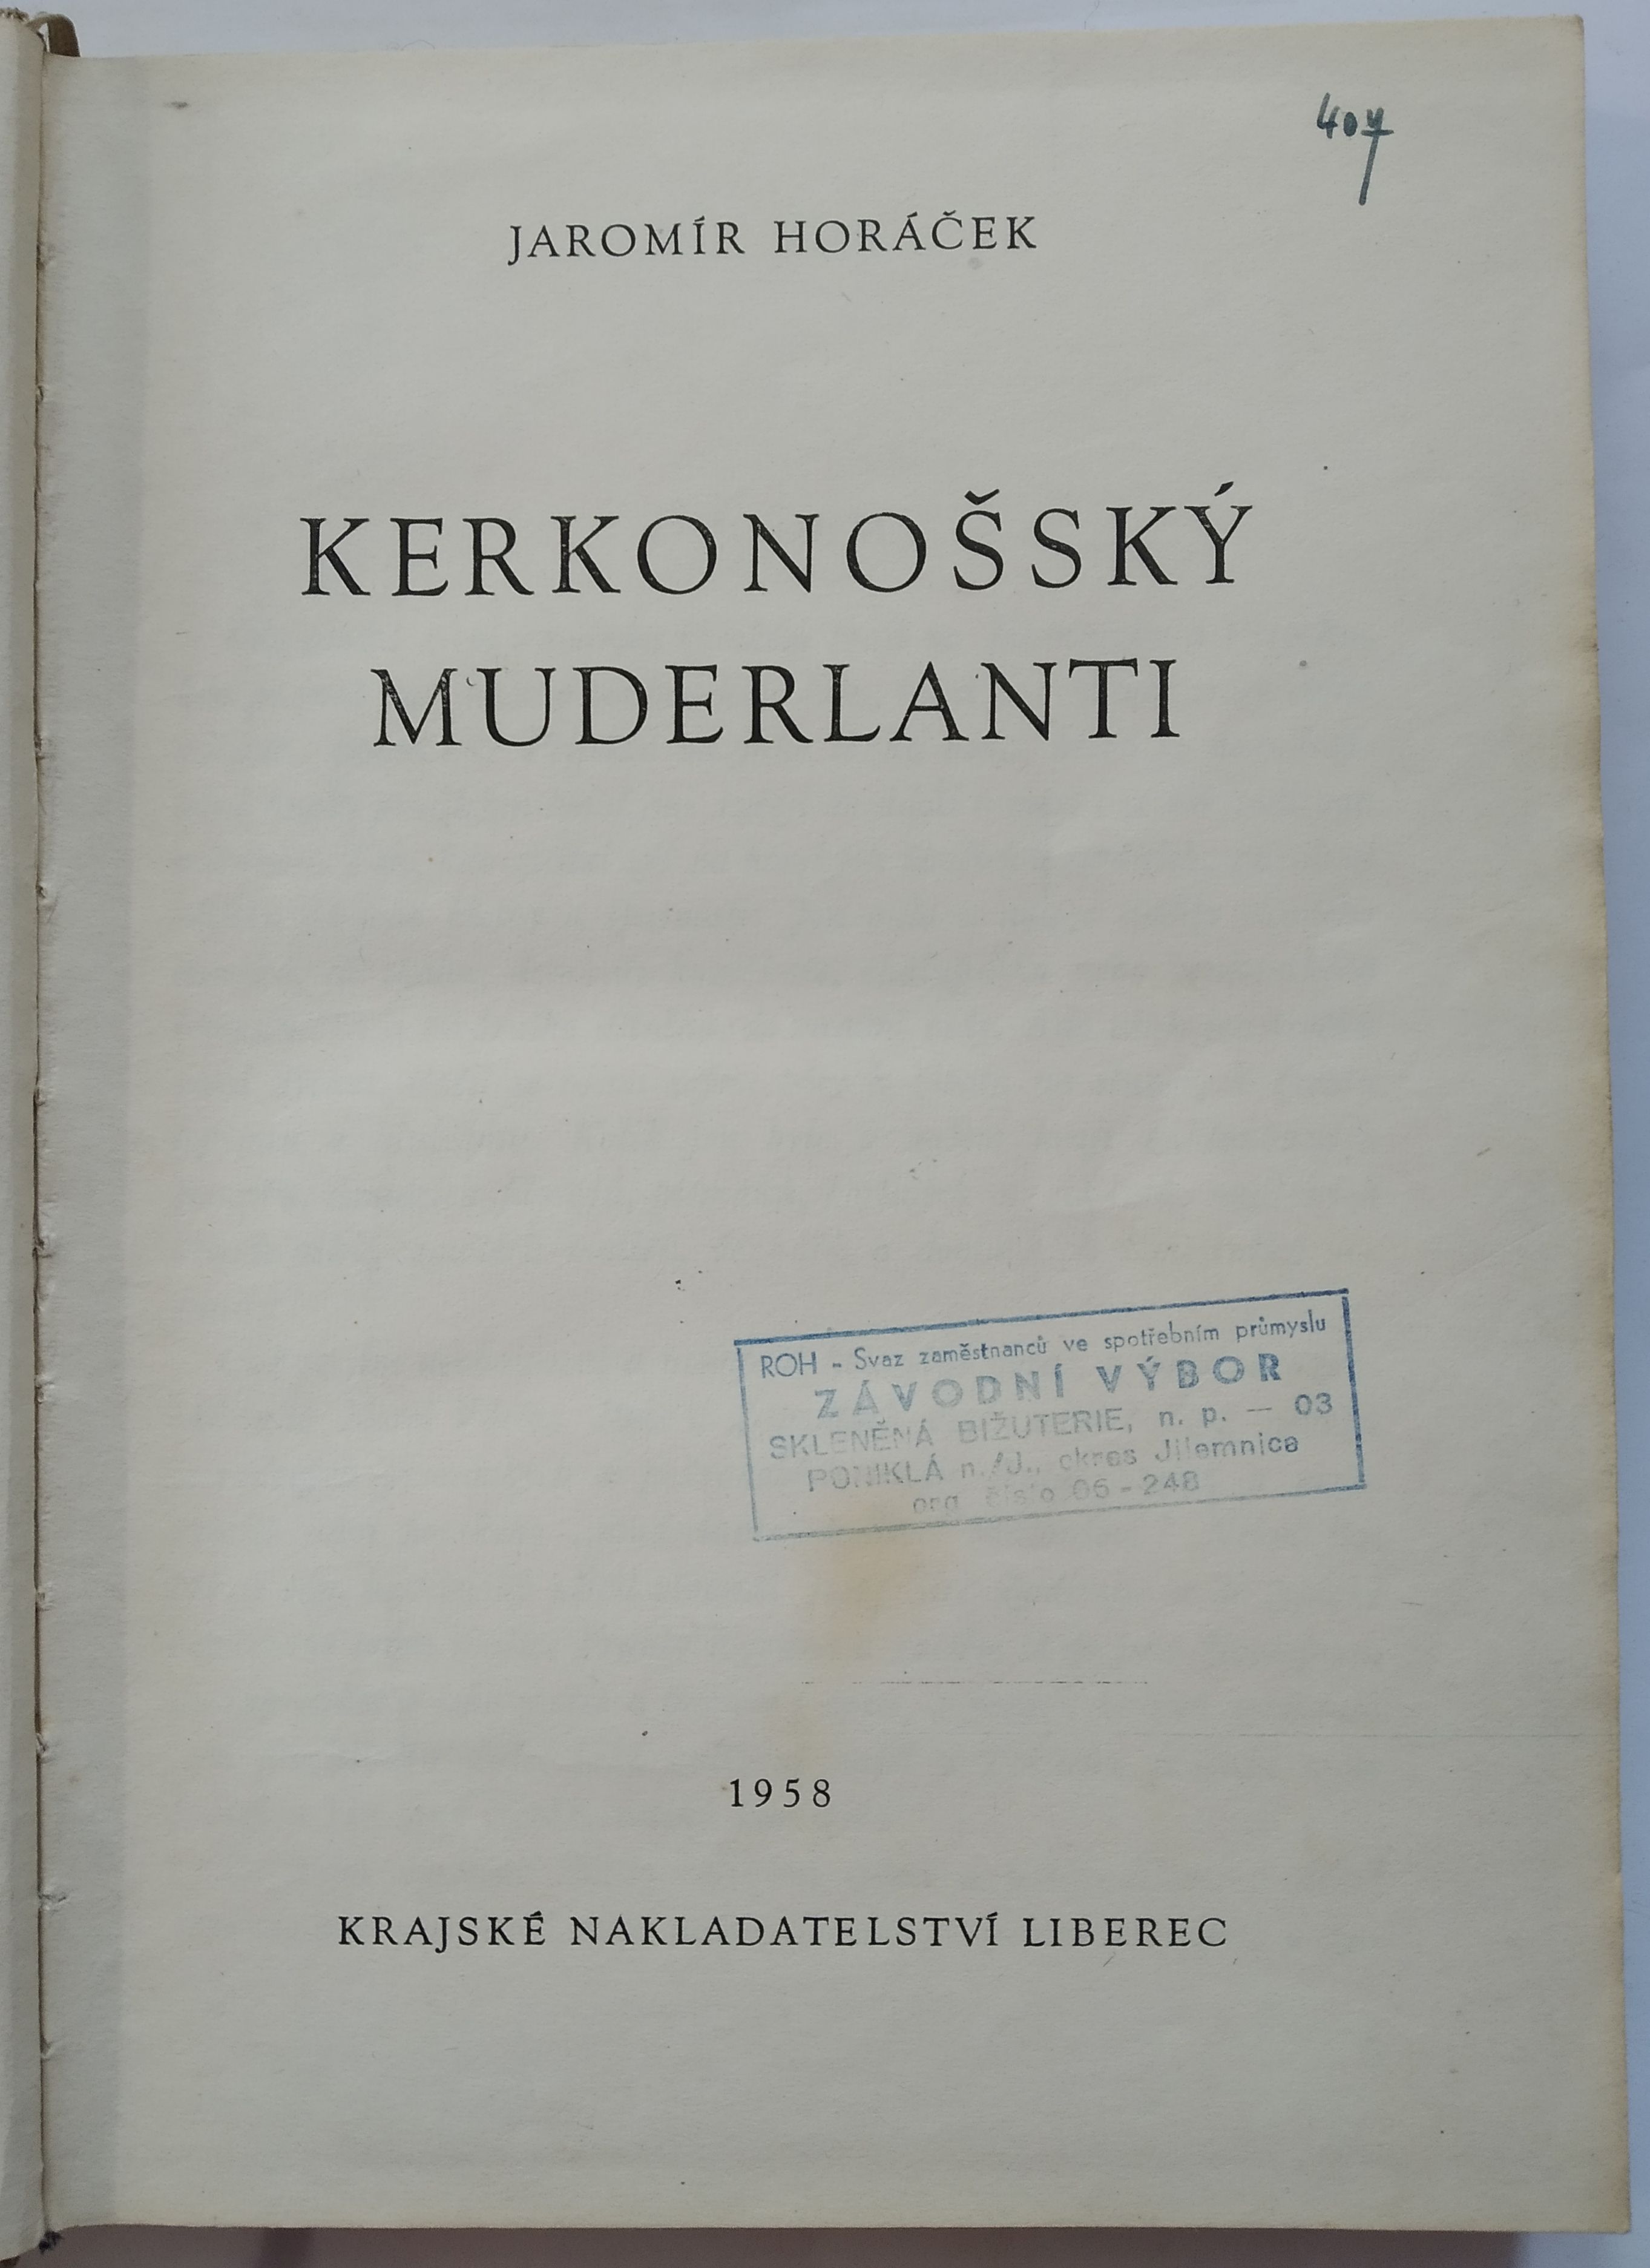 407
JAROMÍR HORÁČEK
KERKONOŠSKÝ
MUDERLANTI
ROH - Svaz zaměstnanců ve spotřebním průmyslu
ZÁVODNÍ VÝBOR
SKLENĚNÁ BIŽUTERIE, n. p. — 03
PONIKLÁ n./J., okres Jilemnice
org. číslo 06-248
1958
KRAJSKÉ NAKLADATELSTVÍ LIBEREC